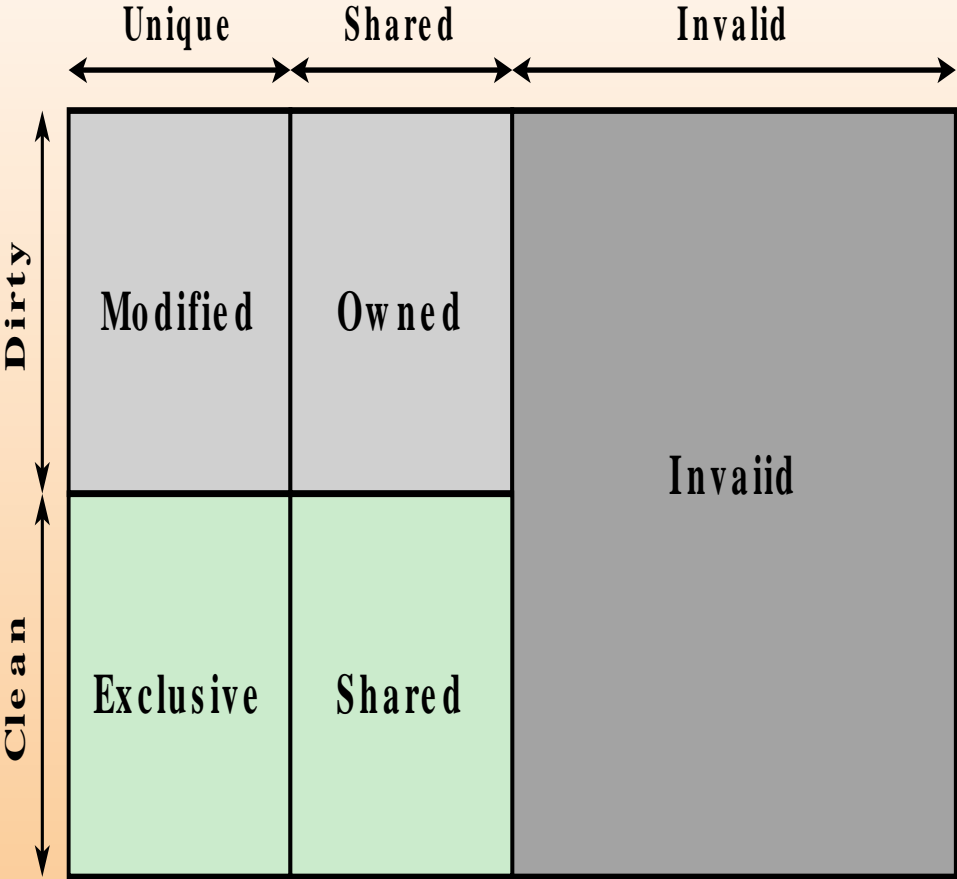 Unique Shared Invalid
Dirty
Modified Owned
Invaiid
Clean
Exclusive Shared